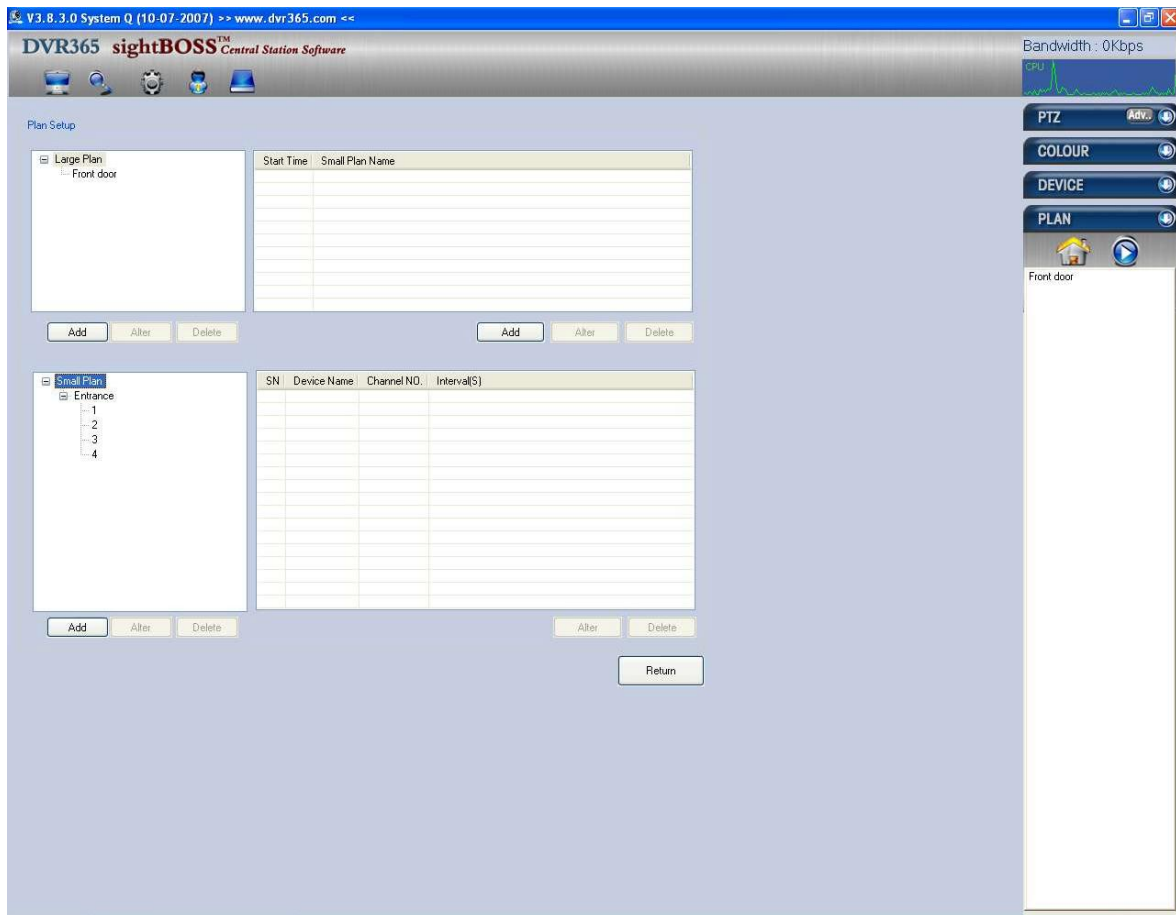 V3.8.3.0 System Q (10-07-2007) >> www.dvr365.com <<
DVR365 sightBOSS™ Central Station Software
Bandwidth : 0Kbps
CPU
Plan Setup
PTZ Adv..
COLOUR
DEVICE
PLAN
Front door
Large Plan
Front door
Start Time Small Plan Name
Add Alter Delete
Add Alter Delete
Small Plan
Entrance
1
2
3
4
SN Device Name Channel NO. Interval(S)
Add Alter Delete
Alter Delete
Return